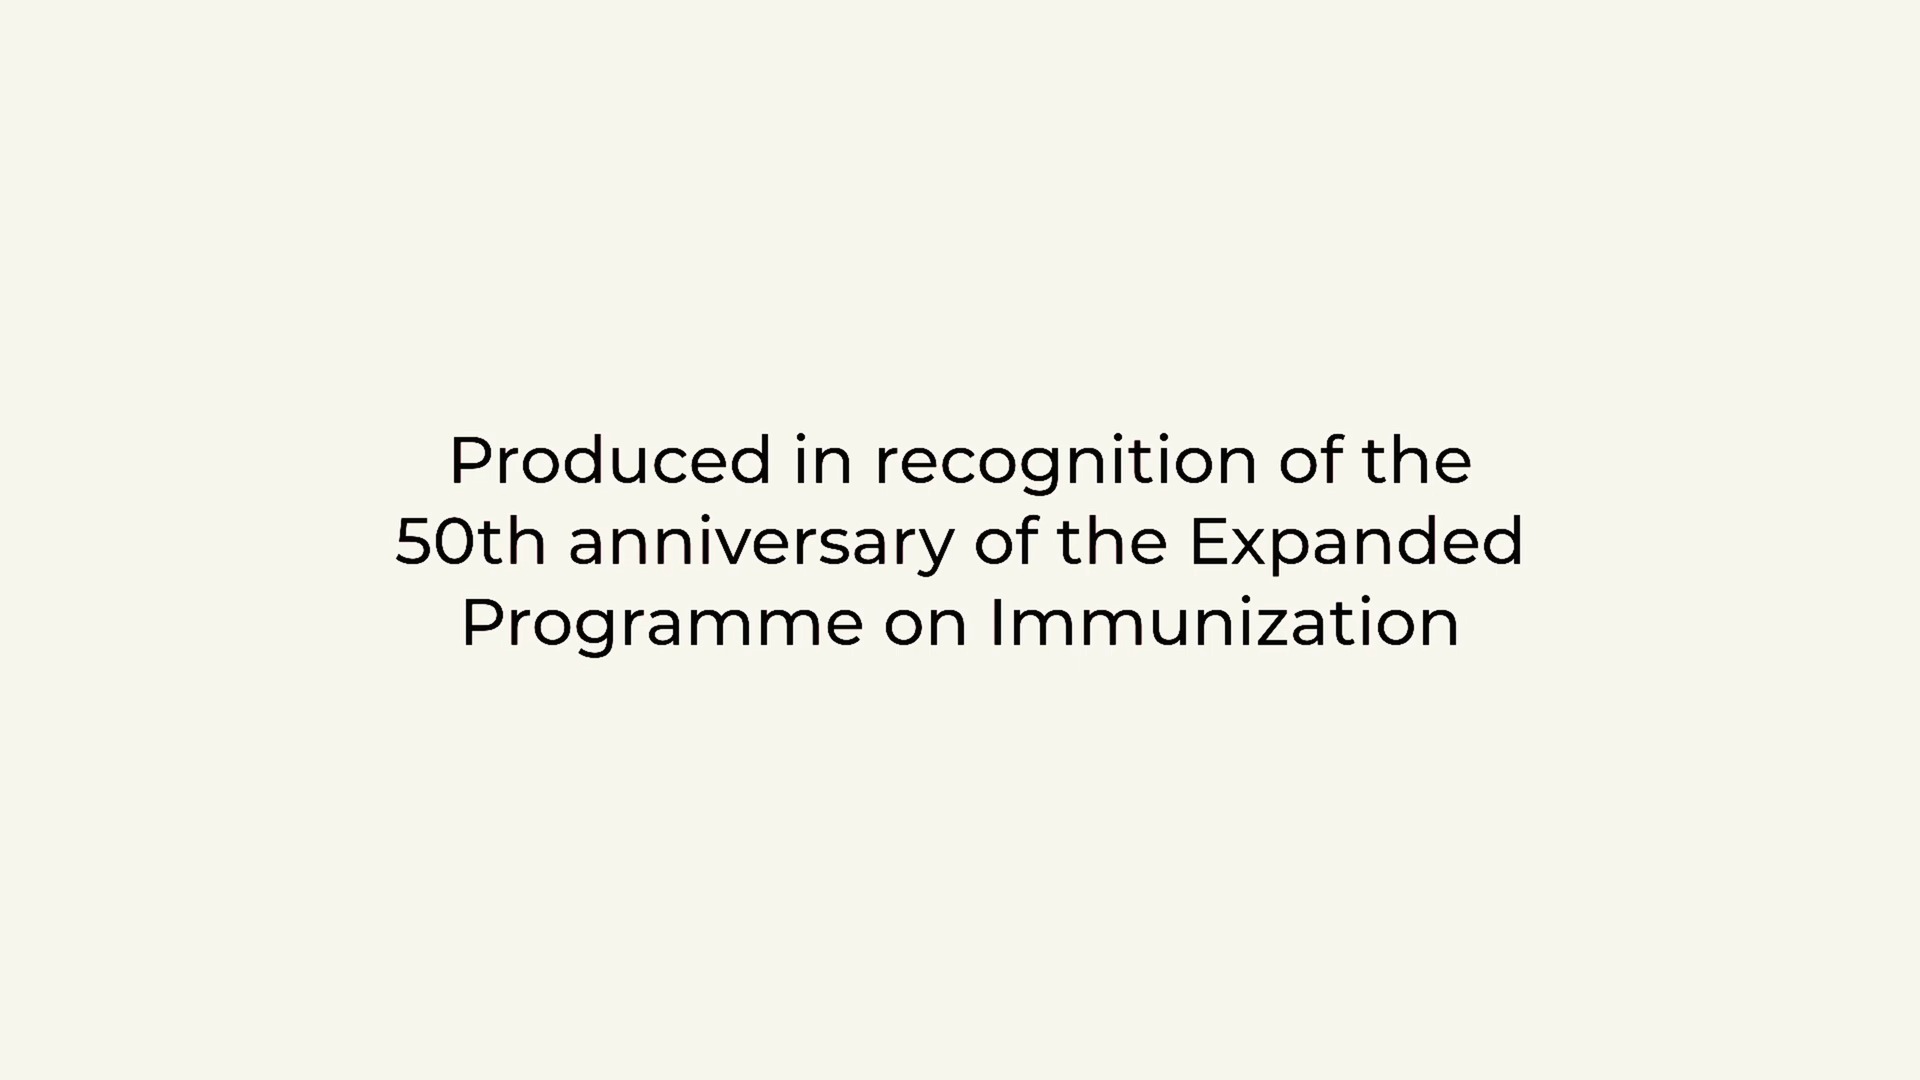 Produced in recognition of the
50th anniversary of the Expanded
Programme on Immunization